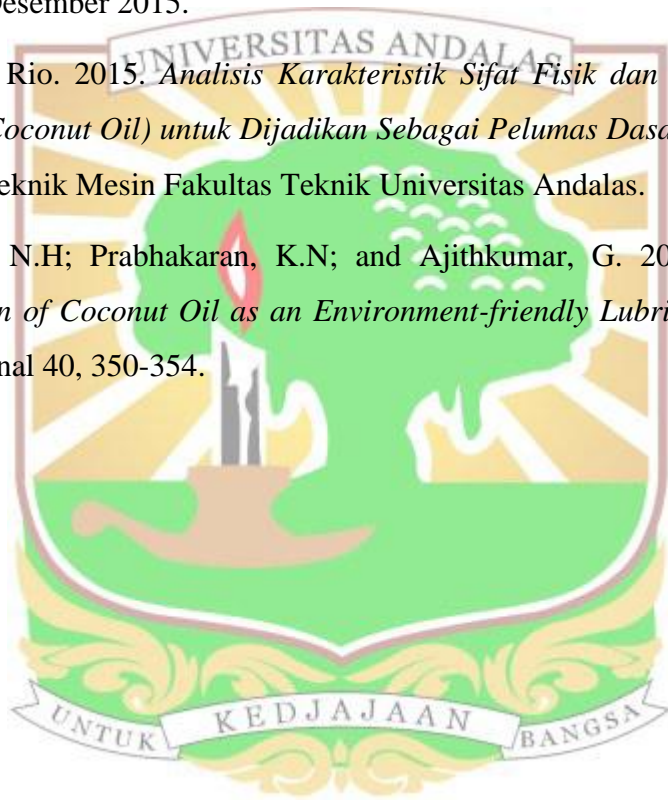 Desember 2015.
UNIVERSITAS ANDALAS
Rio. 2015. Analisis Karakteristik Sifat Fisik dan
Coconut Oil) untuk Dijadikan Sebagai Pelumas Dasa
eknik Mesin Fakultas Teknik Universitas Andalas.
N.H; Prabhakaran, K.N; and Ajithkumar, G. 20
n of Coconut Oil as an Environment-friendly Lubri
nal 40, 350-354.
UNTUK KEDJAJAAN BANGSA